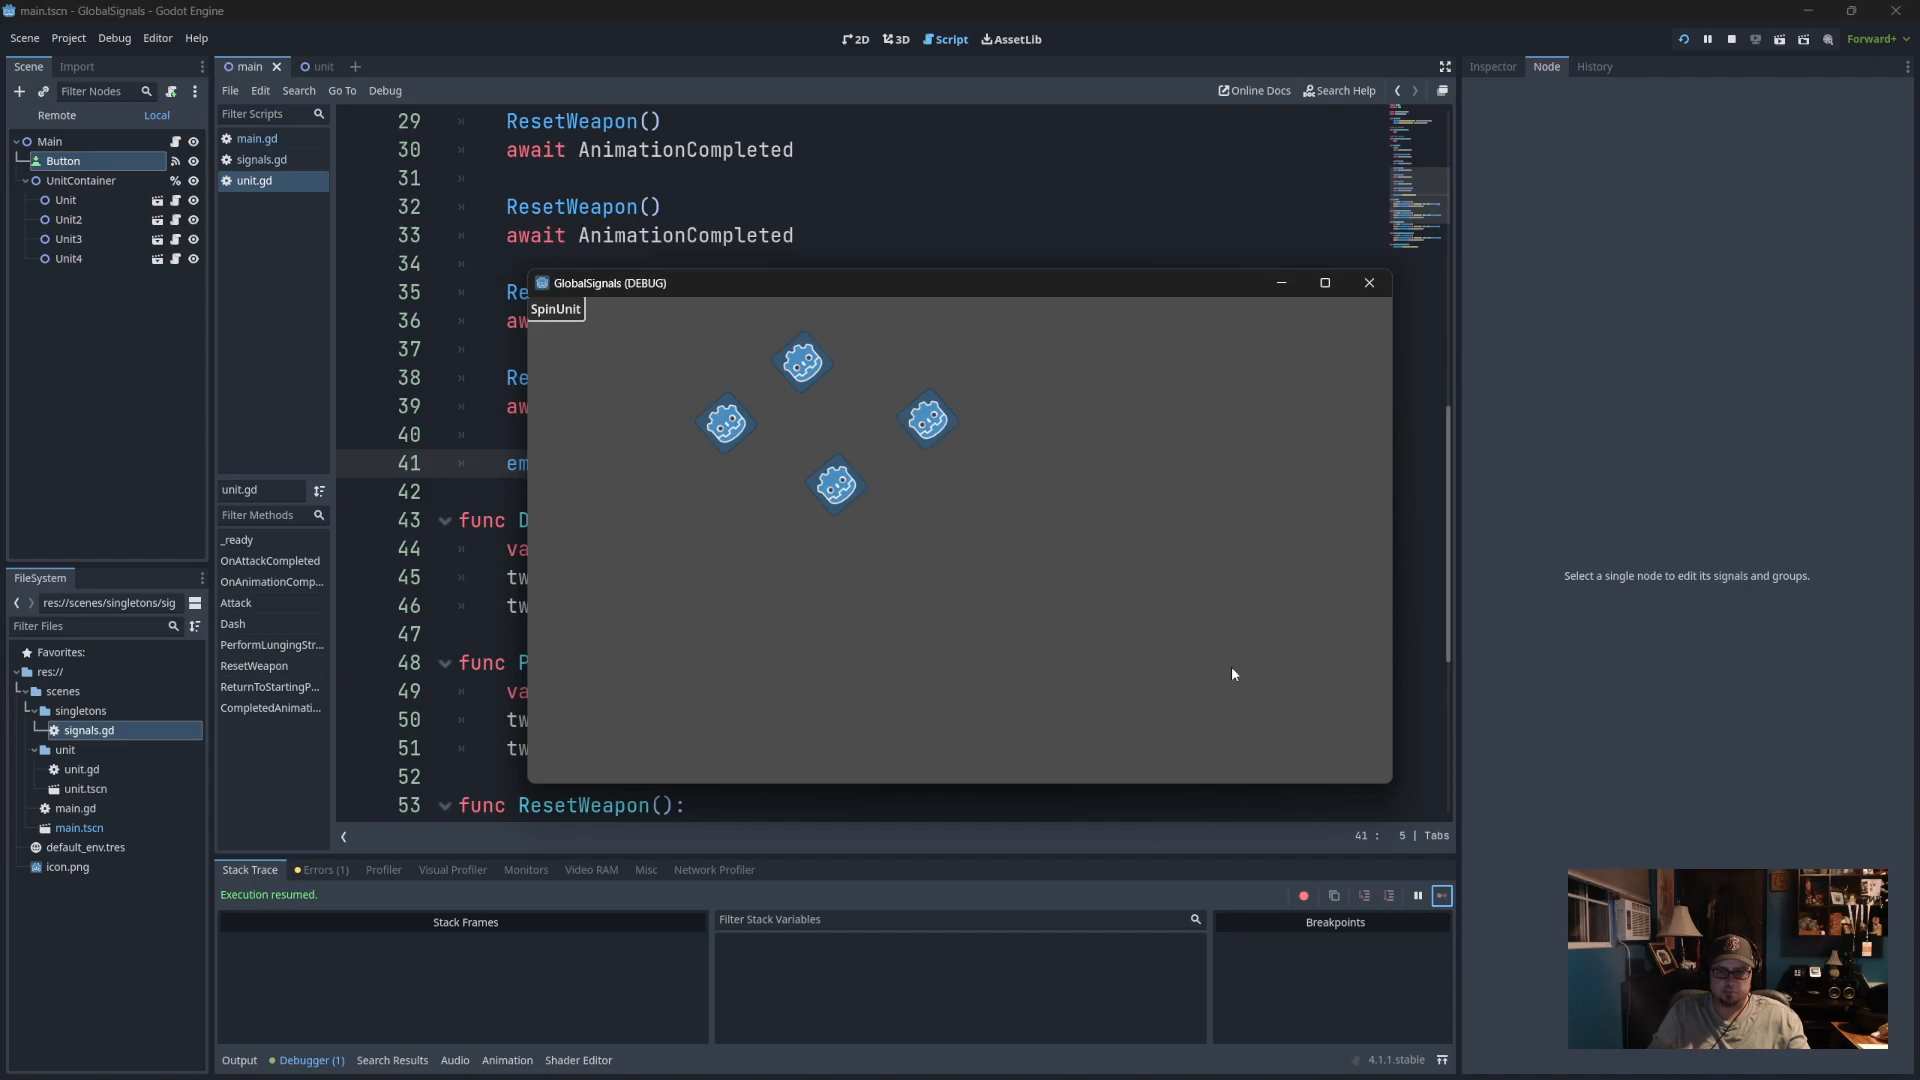 main.tscn - GlobalSignals - Godot Engine
Scene Project Debug Editor Help
2D 3D Script AssetLib
Forward+
Scene Import
main
unit
Inspector Node History
Filter Nodes
File Edit Search Go To Debug
Online Docs Search Help
Remote Local
Filter Scripts
Main
Button
UnitContainer
Unit
Unit2
Unit3
Unit4
main.gd
signals.gd
unit.gd
unit.gd
Filter Methods
_ready
OnAttackCompleted
OnAnimationComp...
Attack
Dash
PerformLungingStr...
ResetWeapon
ReturnToStartingP...
CompletedAnimati...
29 ResetWeapon()
30 await AnimationCompleted
31
32 ResetWeapon()
33 await AnimationCompleted
34
35 Re
36 aw
37
38 Re
39 aw
40
41 em
42
43 func D
44 va
45 tw
46 tw
47
48 func P
49 va
50 tw
51 tw
52
53 func ResetWeapon():
GlobalSignals (DEBUG)
SpinUnit
41 : 5 | Tabs
Select a single node to edit its signals and groups.
FileSystem
res://scenes/singletons/sig
Filter Files
Favorites:
res://
scenes
singletons
signals.gd
unit
unit.gd
unit.tscn
main.gd
main.tscn
default_env.tres
icon.png
Stack Trace Errors (1) Profiler Visual Profiler Monitors Video RAM Misc Network Profiler
Execution resumed.
Stack Frames
Filter Stack Variables
Breakpoints
Output Debugger (1) Search Results Audio Animation Shader Editor
4.1.1.stable